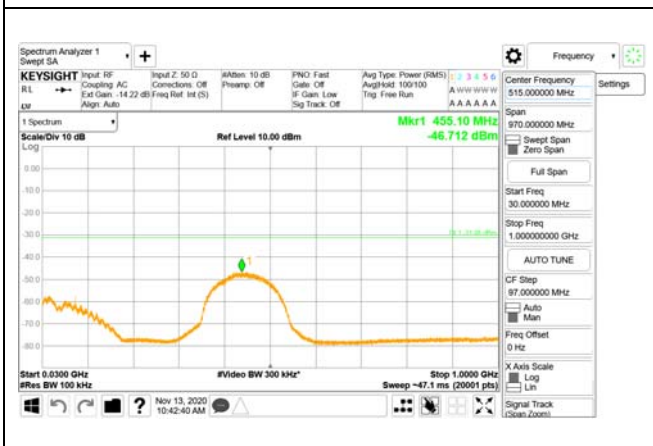 Spectrum Analyzer 1
Swept SA
+
Frequency
KEYSIGHT
RL
Input: RF
Coupling: AC
Ext Gain: -14.22 dB
Align: Auto
Input Z: 50 Ω
Corrections: Off
Freq Ref: Int (S)
#Atten: 10 dB
Preamp: Off
PNO: Fast
Gate: Off
IF Gain: Low
Sig Track: Off
Avg Type: Power (RMS)
Avg|Hold: 100/100
Trig: Free Run
1 2 3 4 5 6
A W W W W W
A A A A A A
1 Spectrum
Scale/Div 10 dB
Log
Ref Level 10.00 dBm
Mkr1 455.10 MHz
-46.712 dBm
0.00
-10.0
-20.0
-30.0
-40.0
-50.0
-60.0
-70.0
-80.0
1
Start 0.0300 GHz
#Res BW 100 kHz
#Video BW 300 kHz*
Stop 1.0000 GHz
Sweep ~47.1 ms (20001 pts)
Nov 13, 2020
10:42:40 AM
?
Center Frequency
515.000000 MHz
Settings
Span
970.000000 MHz
Swept Span
Zero Span
Full Span
Start Freq
30.000000 MHz
Stop Freq
1.000000000 GHz
AUTO TUNE
CF Step
97.000000 MHz
Auto
Man
Freq Offset
0 Hz
X Axis Scale
Log
Lin
Signal Track
(Span Zoom)